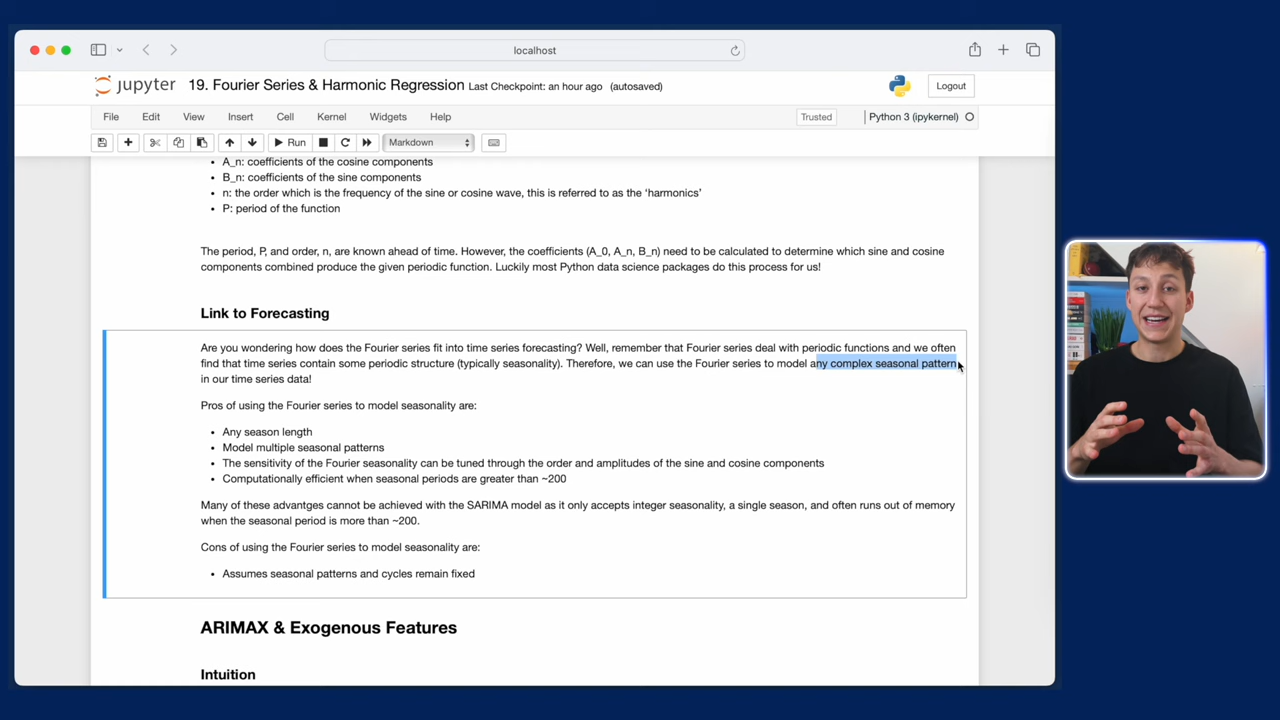 localhost
jupyter 19. Fourier Series & Harmonic Regression Last Checkpoint: an hour ago (autosaved)
Logout
File Edit View Insert Cell Kernel Widgets Help
Trusted
Python 3 (ipykernel)
Run
Markdown
• A_n: coefficients of the cosine components
• B_n: coefficients of the sine components
• n: the order which is the frequency of the sine or cosine wave, this is referred to as the ‘harmonics’
• P: period of the function
The period, P, and order, n, are known ahead of time. However, the coefficients (A_0, A_n, B_n) need to be calculated to determine which sine and cosine
components combined produce the given periodic function. Luckily most Python data science packages do this process for us!
Link to Forecasting
Are you wondering how does the Fourier series fit into time series forecasting? Well, remember that Fourier series deal with periodic functions and we often
find that time series contain some periodic structure (typically seasonality). Therefore, we can use the Fourier series to model any complex seasonal pattern
in our time series data!
Pros of using the Fourier series to model seasonality are:
• Any season length
• Model multiple seasonal patterns
• The sensitivity of the Fourier seasonality can be tuned through the order and amplitudes of the sine and cosine components
• Computationally efficient when seasonal periods are greater than ~200
Many of these advantges cannot be achieved with the SARIMA model as it only accepts integer seasonality, a single season, and often runs out of memory
when the seasonal period is more than ~200.
Cons of using the Fourier series to model seasonality are:
• Assumes seasonal patterns and cycles remain fixed
ARIMAX & Exogenous Features
Intuition